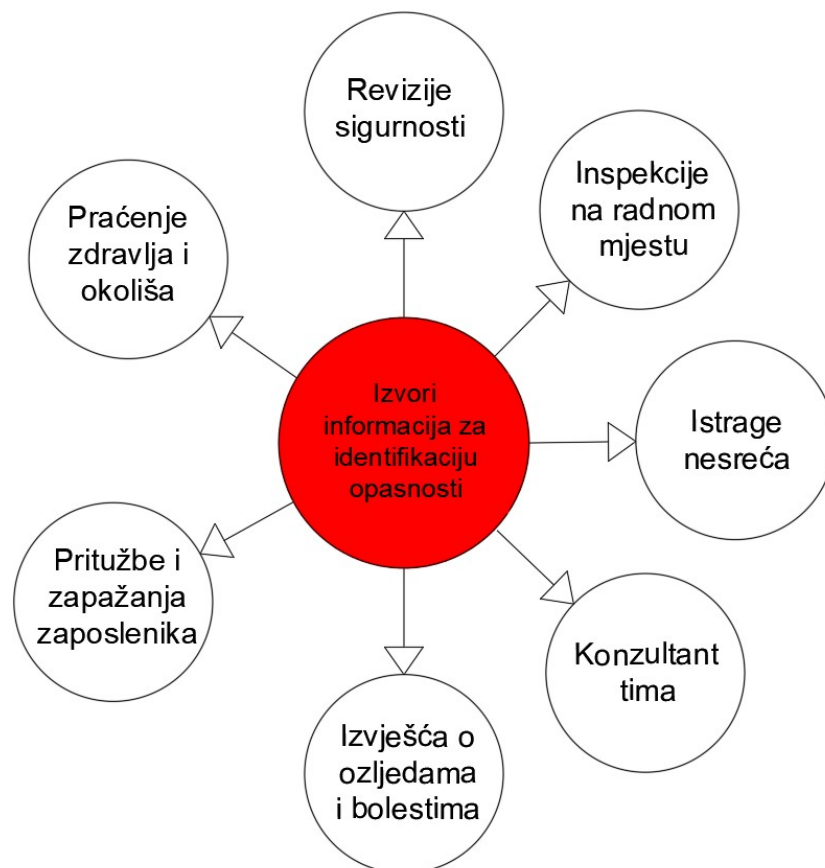 Revizije
sigurnosti
Inspekcije
na radnom
mjestu
Praćenje
zdravlja i
okoliša
Izvori
informacija za
identifikaciju
opasnosti
Istrage
nesreća
Pritužbe i
zapažanja
zaposlenika
Konzultant
tima
Izvješća o
ozljedama
i bolestima